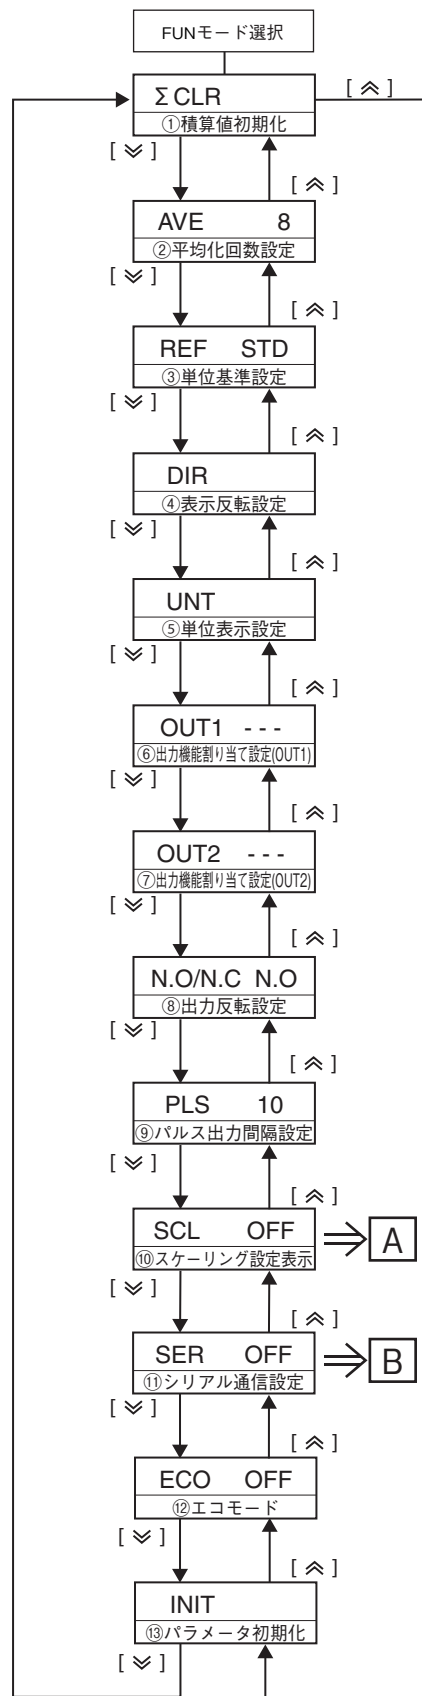 FUNモード選択
Σ CLR
[ ︽ ]
①積算値初期化
[ ︾ ]
[ ︽ ]
AVE 8
②平均化回数設定
[ ︾ ]
[ ︽ ]
REF STD
③単位基準設定
[ ︾ ]
[ ︽ ]
DIR
④表示反転設定
[ ︾ ]
[ ︽ ]
UNT
⑤単位表示設定
[ ︾ ]
[ ︽ ]
OUT1 ---
⑥出力機能割り当て設定(OUT1)
[ ︾ ]
[ ︽ ]
OUT2 ---
⑦出力機能割り当て設定(OUT2)
[ ︾ ]
[ ︽ ]
N.O/N.C N.O
⑧出力反転設定
[ ︾ ]
[ ︽ ]
PLS 10
⑨パルス出力間隔設定
[ ︾ ]
[ ︽ ]
SCL OFF A
⑩スケーリング設定表示
[ ︾ ]
[ ︽ ]
SER OFF B
⑪シリアル通信設定
[ ︾ ]
[ ︽ ]
ECO OFF
⑫エコモード
[ ︾ ]
[ ︽ ]
INIT
⑬パラメータ初期化
[ ︾ ]